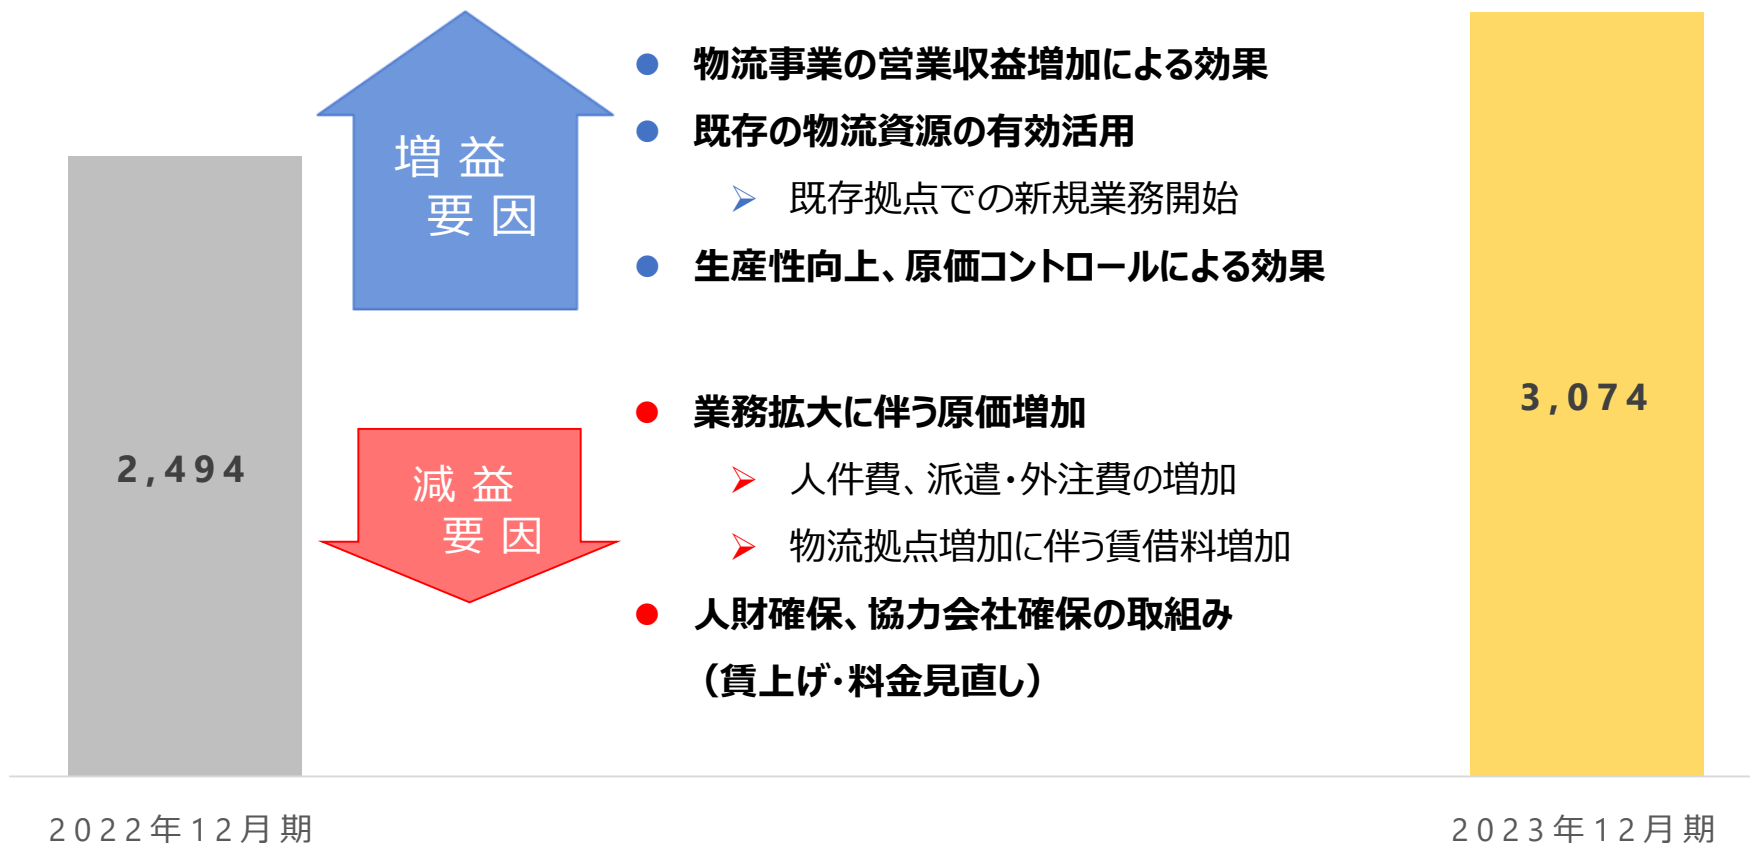 増益
要因
物流事業の営業収益増加による効果
既存の物流資源の有効活用
既存拠点での新規業務開始
生産性向上、原価コントロールによる効果
2,494
3,074
減益
要因
業務拡大に伴う原価増加
人件費、派遣・外注費の増加
物流拠点増加に伴う賃借料増加
人財確保、協力会社確保の取組み
（賃上げ・料金見直し）
2022年12月期
2023年12月期